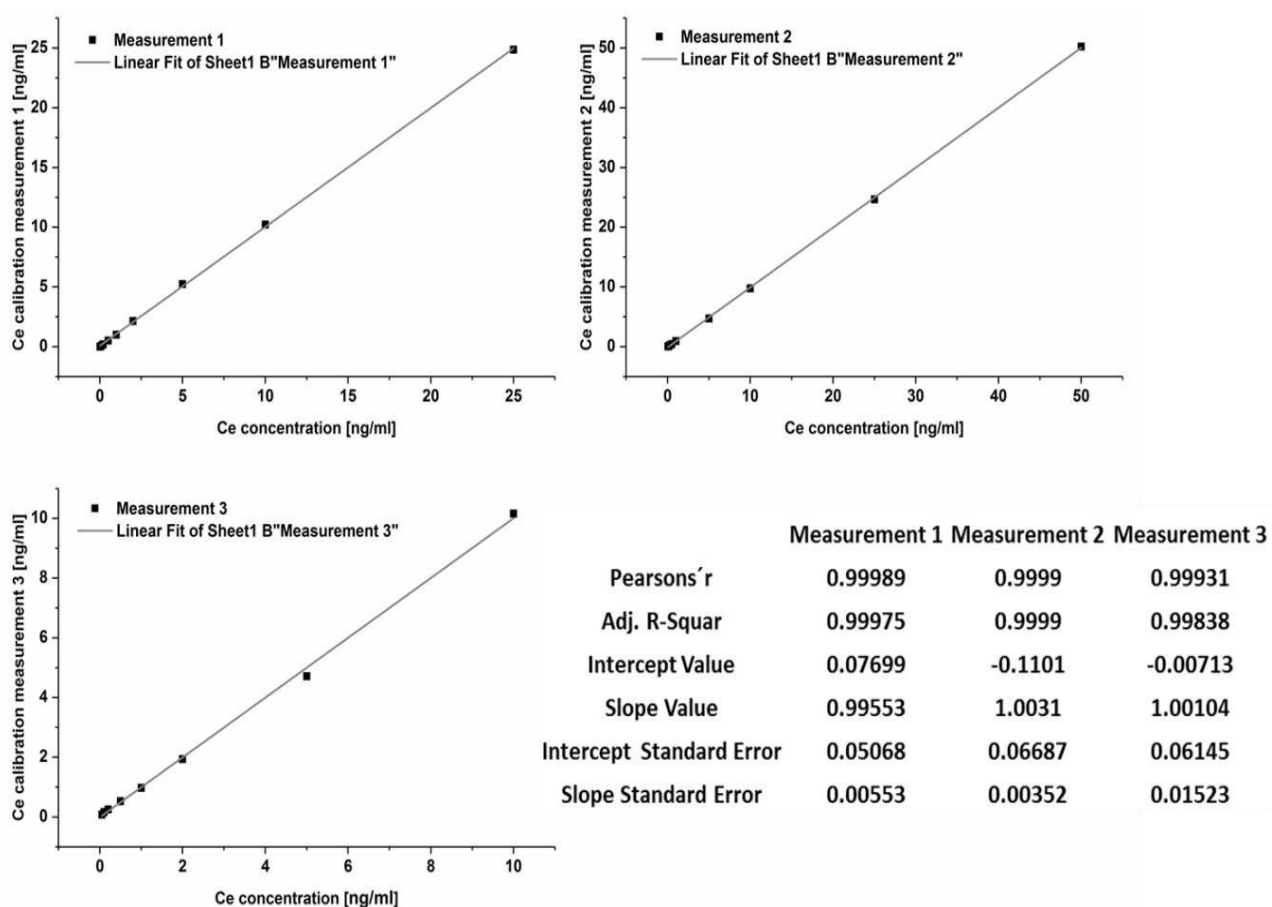 Measurement 1
Linear Fit of Sheet1 B"Measurement 1"
Ce calibration measurement 1 [ng/ml]
25
20
15
10
5
0
0 5 10 15 20 25
Ce concentration [ng/ml]
Measurement 2
Linear Fit of Sheet1 B"Measurement 2"
Ce calibration measurement 2 [ng/ml]
50
40
30
20
10
0
0 10 20 30 40 50
Ce concentration [ng/ml]
Measurement 3
Linear Fit of Sheet1 B"Measurement 3"
Ce calibration measurement 3 [ng/ml]
10
8
6
4
2
0
0 2 4 6 8 10
Ce concentration [ng/ml]
Measurement 1 Measurement 2 Measurement 3
Pearsons´r 0.99989 0.9999 0.99931
Adj. R-Squar 0.99975 0.9999 0.99838
Intercept Value 0.07699 -0.1101 -0.00713
Slope Value 0.99553 1.0031 1.00104
Intercept Standard Error 0.05068 0.06687 0.06145
Slope Standard Error 0.00553 0.00352 0.01523